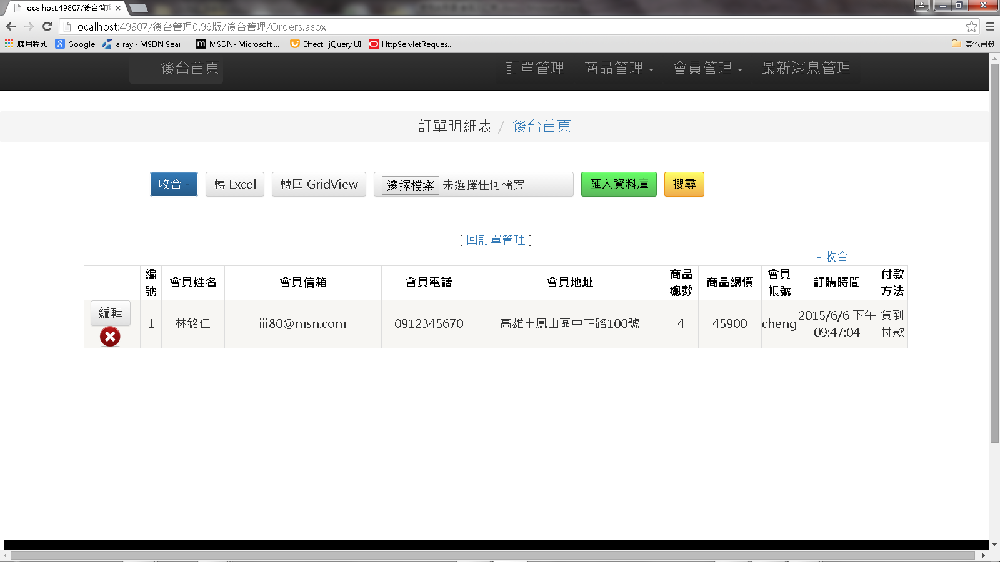 localhost:49807/後台管理
localhost:49807/後台管理0.99版/後台管理/Orders.aspx
應用程式 Google array - MSDN Sear... MSDN- Microsoft ... Effect | jQuery UI HttpServletReques... 其他書籤
後台首頁 訂單管理 商品管理 會員管理 最新消息管理
訂單明細表 / 後台首頁
收合 - 轉 Excel 轉回 GridView 選擇檔案 未選擇任何檔案 匯入資料庫 搜尋
[ 回訂單管理 ]
- 收合
編號 會員姓名 會員信箱 會員電話 會員地址 商品總數 商品總價 會員帳號 訂購時間 付款方法
編輯 1 林銘仁 iii80@msn.com 0912345670 高雄市鳳山區中正路100號 4 45900 cheng 2015/6/6 下午 09:47:04 貨到付款